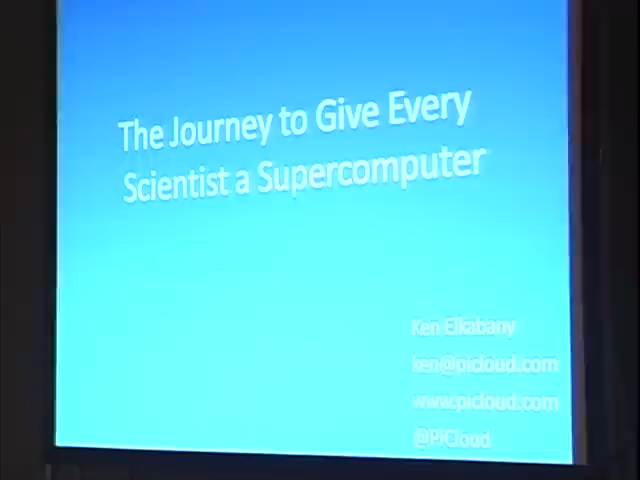 The Journey to Give Every
Scientist a Supercomputer
Ken Elkabany
ken@picloud.com
www.picloud.com
@PiCloud